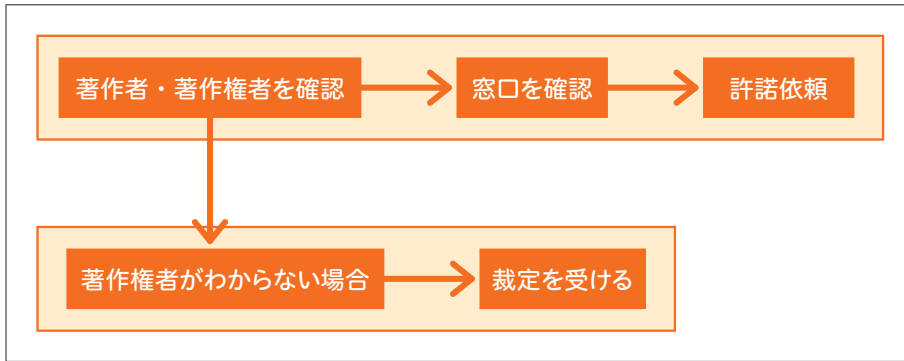 著作者・著作権者を確認
窓口を確認
許諾依頼
著作権者がわからない場合
裁定を受ける